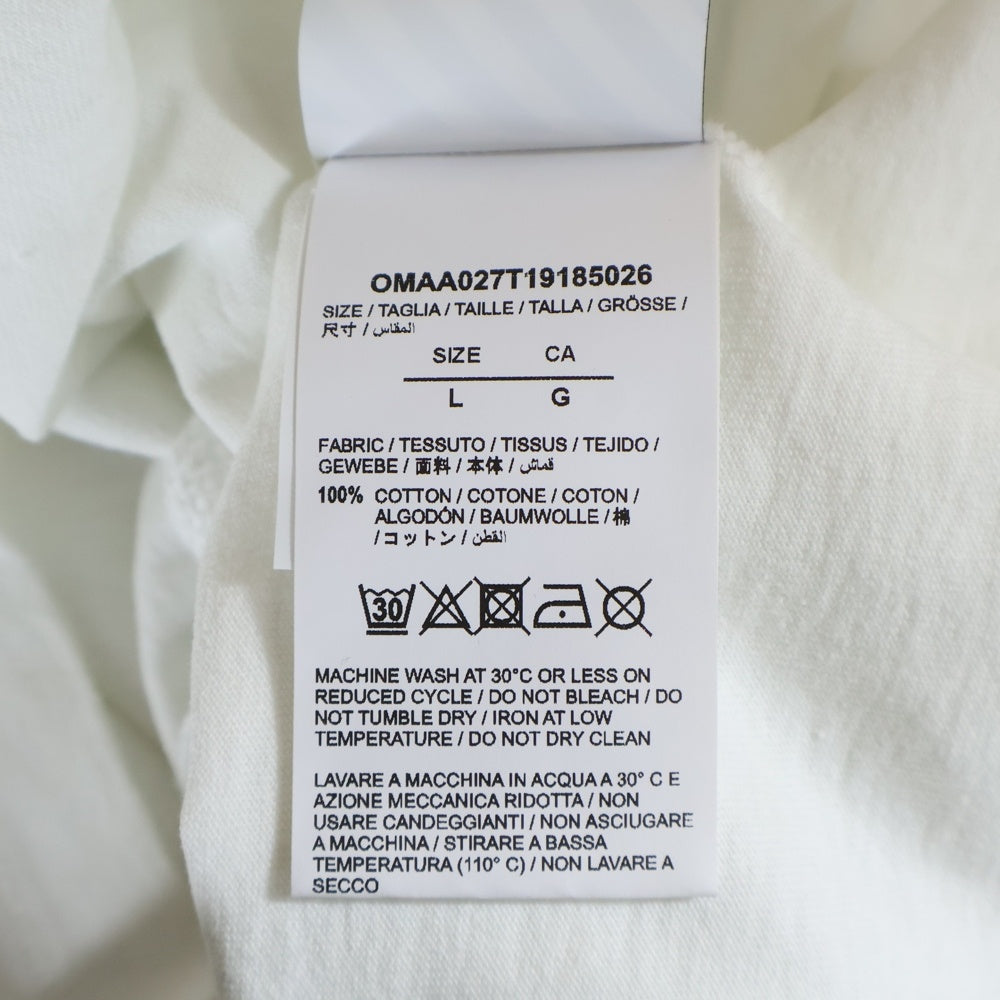 OMAA027T19185026
SIZE / TAGLIA / TAILLE / TALLA / GRÖSSE /
尺寸 / المقاس
SIZE CA
L G
FABRIC / TESSUTO / TISSUS / TEJIDO /
GEWEBE / 面料 / 本体 / قماش
100% COTTON / COTONE / COTON /
ALGODÓN / BAUMWOLLE / 棉
/ コットン / القطن
30
MACHINE WASH AT 30°C OR LESS ON
REDUCED CYCLE / DO NOT BLEACH / DO
NOT TUMBLE DRY / IRON AT LOW
TEMPERATURE / DO NOT DRY CLEAN
LAVARE A MACCHINA IN ACQUA A 30° C E
AZIONE MECCANICA RIDOTTA / NON
USARE CANDEGGIANTI / NON ASCIUGARE
A MACCHINA / STIRARE A BASSA
TEMPERATURA (110° C) / NON LAVARE A
SECCO